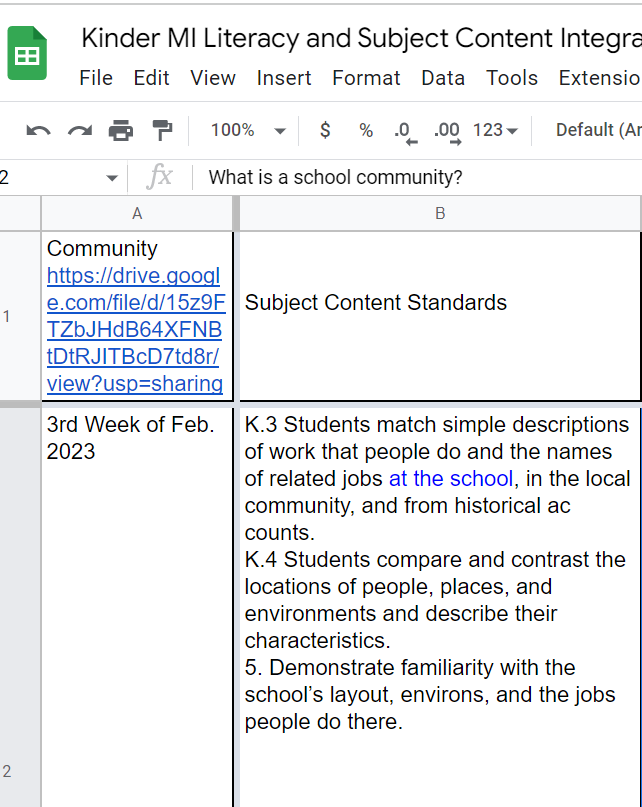 Kinder MI Literacy and Subject Content Integra
File Edit View Insert Format Data Tools Extensio
100% $ % .0 .00 123 Default (Ar
2 fx What is a school community?
A B
Community
https://drive.googl
e.com/file/d/15z9F
TZbJHdB64XFNB
tDtRJITBcD7td8r/
view?usp=sharing
1
Subject Content Standards
3rd Week of Feb.
2023
K.3 Students match simple descriptions
of work that people do and the names
of related jobs at the school, in the local
community, and from historical ac
counts.
K.4 Students compare and contrast the
locations of people, places, and
environments and describe their
characteristics.
5. Demonstrate familiarity with the
school’s layout, environs, and the jobs
people do there.
2